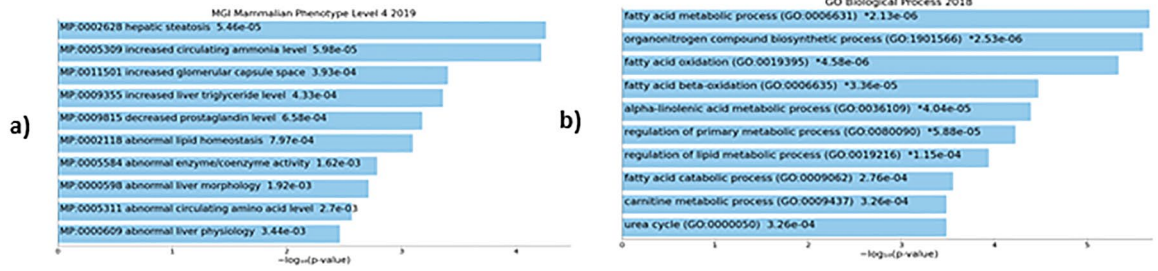 MGI Mammalian Phenotype Level 4 2019
a)
MP:0002628 hepatic steatosis 5.46e-05
MP:0005309 increased circulating ammonia level 5.98e-05
MP:0011501 increased glomerular capsule space 3.93e-04
MP:0009355 increased liver triglyceride level 4.33e-04
MP:0009815 decreased prostaglandin level 6.58e-04
MP:0002118 abnormal lipid homeostasis 7.97e-04
MP:0005584 abnormal enzyme/coenzyme activity 1.62e-03
MP:0000598 abnormal liver morphology 1.92e-03
MP:0005311 abnormal circulating amino acid level 2.7e-03
MP:0000609 abnormal liver physiology 3.44e-03
0 1 2 3 4
−log₁₀(p-value)
GO Biological Process 2018
b)
fatty acid metabolic process (GO:0006631) *2.13e-06
organonitrogen compound biosynthetic process (GO:1901566) *2.53e-06
fatty acid oxidation (GO:0019395) *4.58e-06
fatty acid beta-oxidation (GO:0006635) *3.36e-05
alpha-linolenic acid metabolic process (GO:0036109) *4.04e-05
regulation of primary metabolic process (GO:0080090) *5.88e-05
regulation of lipid metabolic process (GO:0019216) *1.15e-04
fatty acid catabolic process (GO:0009062) 2.76e-04
carnitine metabolic process (GO:0009437) 3.26e-04
urea cycle (GO:0000050) 3.26e-04
0 1 2 3 4 5
−log₁₀(p-value)